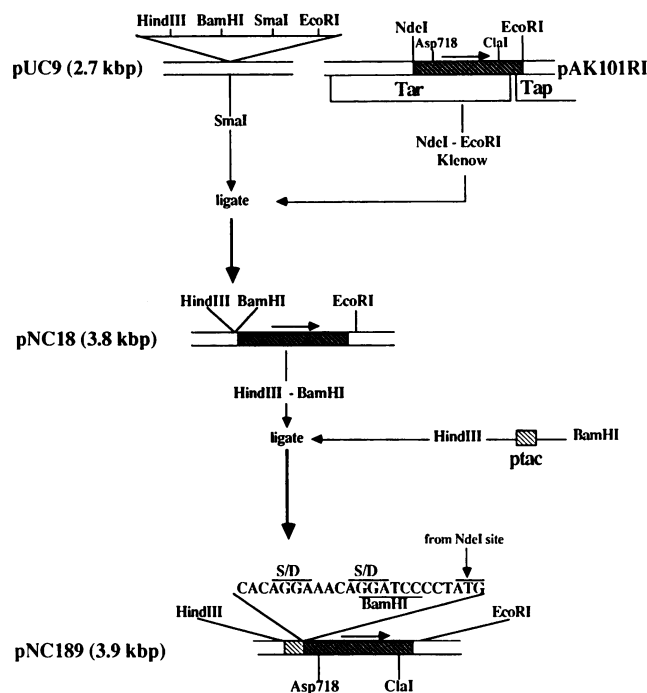 HindIII BamHI SmaI EcoRI
NdeI EcoRI
Asp718 ClaI
pUC9 (2.7 kbp)
pAK101RI
Tar Tap
SmaI
NdeI - EcoRI
Klenow
ligate
HindIII BamHI EcoRI
pNC18 (3.8 kbp)
HindIII - BamHI
ligate
HindIII BamHI
ptac
from NdeI site
S/D S/D
CACAGGAAACAGGATCCCCTATG
BamHI
HindIII EcoRI
pNC189 (3.9 kbp)
Asp718 ClaI